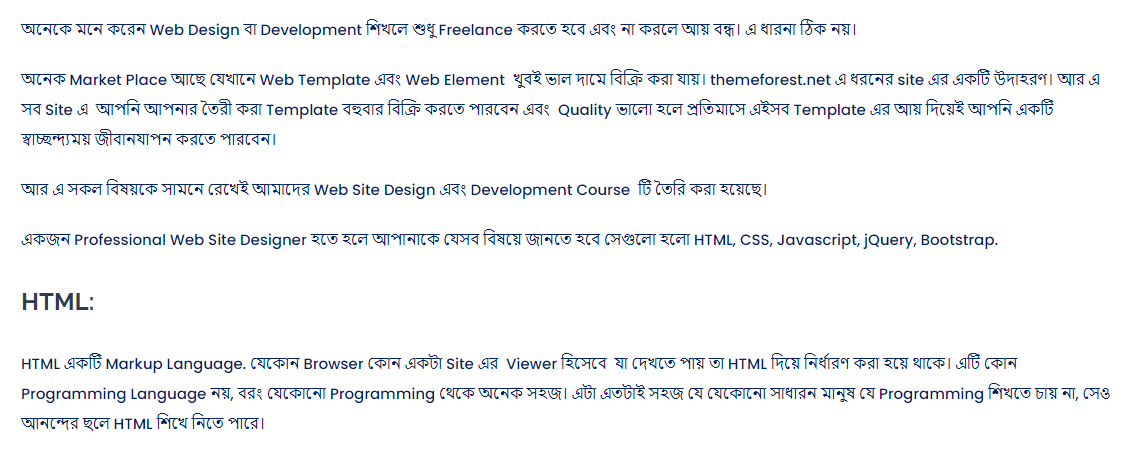 অনেকে মনে করেন Web Design বা Development শিখলে শুধু Freelance করতে হবে এবং না করলে আয় বন্ধ। এ ধারনা ঠিক নয়।
অনেক Market Place আছে যেখানে Web Template এবং Web Element খুবই ভাল দামে বিক্রি করা যায়। themeforest.net এ ধরনের site এর একটি উদাহরণ। আর এ
সব Site এ আপনি আপনার তৈরী করা Template বহুবার বিক্রি করতে পারবেন এবং Quality ভালো হলে প্রতিমাসে এইসব Template এর আয় দিয়েই আপনি একটি
স্বাচ্ছন্দ্যময় জীবানযাপন করতে পারবেন।
আর এ সকল বিষয়কে সামনে রেখেই আমাদের Web Site Design এবং Development Course টি তৈরি করা হয়েছে।
একজন Professional Web Site Designer হতে হলে আপানাকে যেসব বিষয়ে জানতে হবে সেগুলো হলো HTML, CSS, Javascript, jQuery, Bootstrap.
HTML:
HTML একটি Markup Language. যেকোন Browser কোন একটা Site এর Viewer হিসেবে যা দেখতে পায় তা HTML দিয়ে নির্ধারণ করা হয়ে থাকে। এটি কোন
Programming Language নয়, বরং যেকোনো Programming থেকে অনেক সহজ। এটা এতটাই সহজ যে যেকোনো সাধারন মানুষ যে Programming শিখতে চায় না, সেও
আনন্দের ছলে HTML শিখে নিতে পারে।